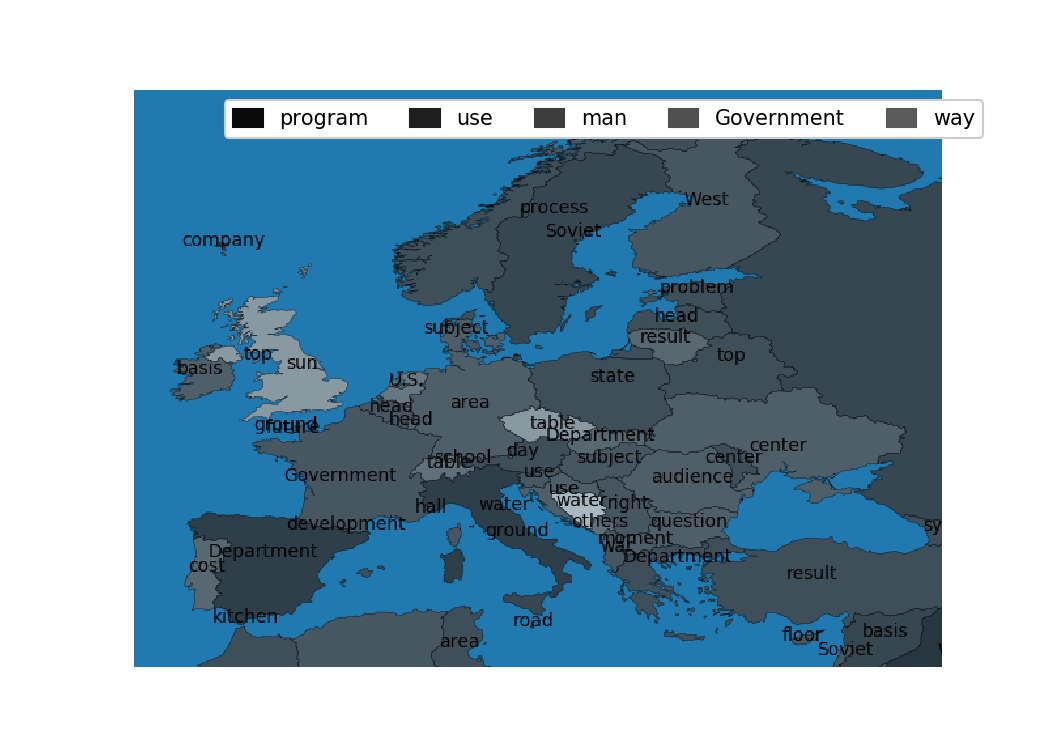 program use man Government way
West
process
Soviet
company
problem
head
subject
result
top
top
sun
basis
state
U.S.
area
head
head
table
ground
future
Department
center
day
school
table
subject
center
use
audience
Government
use
water
right
water
hall
others
question
development
ground
moment
war
Department
Department
cost
result
kitchen
road
floor
basis
area
Soviet